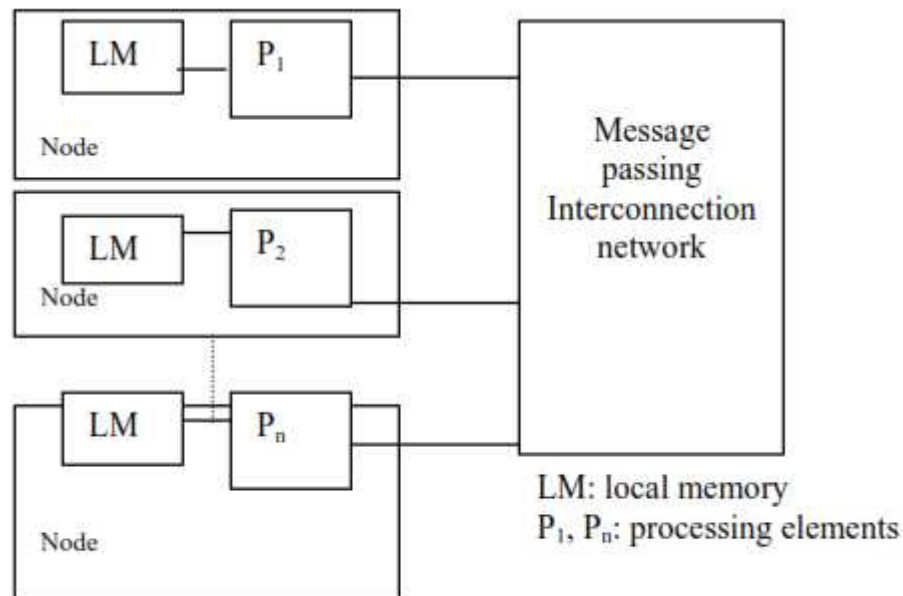 LM
P₁
Node
LM
P₂
Node
LM
Pₙ
Node
Message
passing
Interconnection
network
LM: local memory
P₁, Pₙ: processing elements